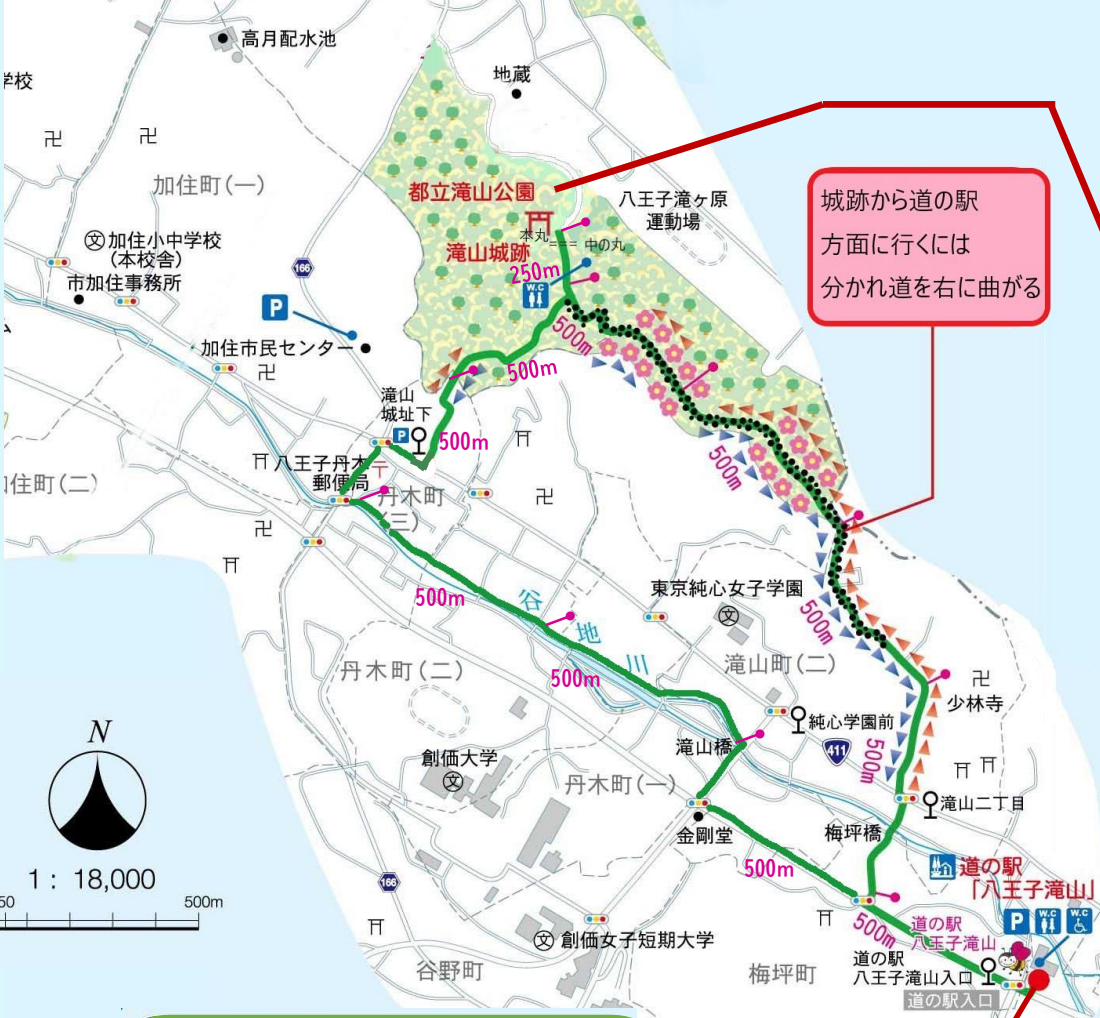 高月配水池
地蔵
学校
加住町(一)
都立滝山公園
八王子滝ヶ原
運動場
城跡から道の駅
方面に行くには
分かれ道を右に曲がる
文
加住小中学校
(本校舎)
市加住事務所
本丸
中の丸
滝山城跡
250m
W.C
166
P
500m
加住市民センター
500m
滝山
城址下
P
500m
八王子丹木
郵便局
丹木町
(三)
住町(二)
500m
500m
谷地川
東京純心女子学園
文
500m
500m
丹木町(二)
滝山町(二)
少林寺
純心学園前
411
滝山橋
500m
N
創価大学
文
丹木町(一)
滝山二丁目
金剛堂
梅坪橋
1: 18,000
50
500m
500m
道の駅
「八王子滝山」
166
P
W.C
W.C
500m
道の駅
八王子滝山
文
創価女子短期大学
道の駅
八王子滝山入口
谷野町
梅坪町
道の駅入口